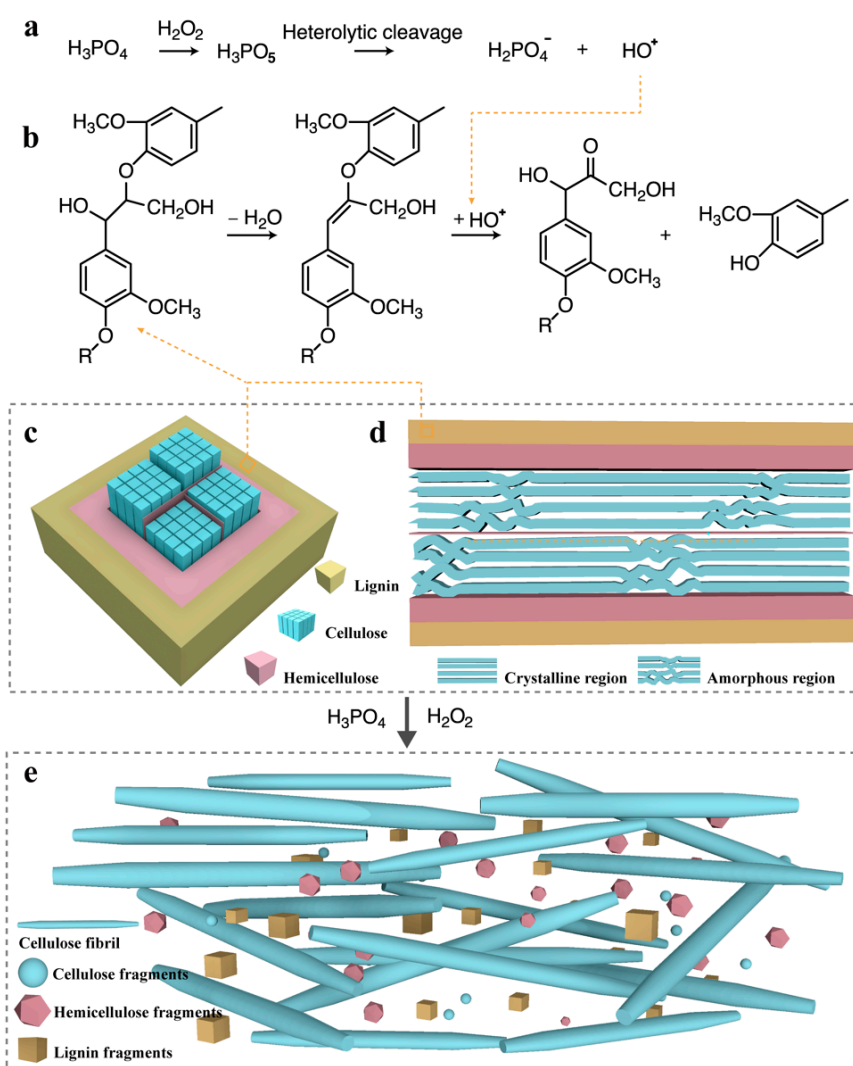 a
H₃PO₄ H₂O₂ H₃PO₅ Heterolytic cleavage H₂PO₄⁻ + HO⁺
b
H₃CO
O
HO
CH₂OH
OCH₃
O
R
– H₂O
H₃CO
O
CH₂OH
OCH₃
O
R
+ HO⁺
O
HO
CH₂OH
OCH₃
O
R
+
H₃CO
HO
c
Lignin
Cellulose
Hemicellulose
d
Crystalline region
Amorphous region
H₃PO₄ H₂O₂
e
Cellulose fibril
Cellulose fragments
Hemicellulose fragments
Lignin fragments